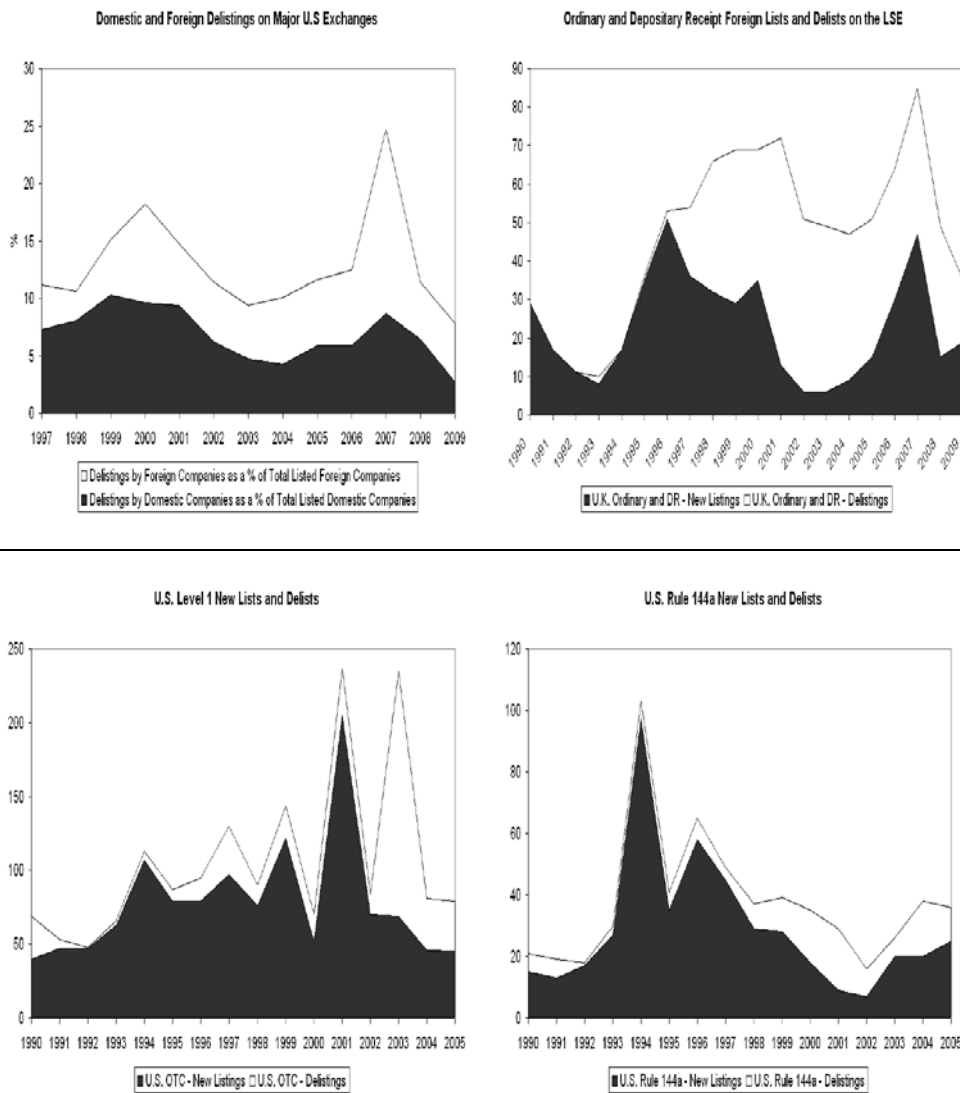 Domestic and Foreign Delistings on Major U.S Exchanges
30
25
20
15
10
5
0
%
1997 1998 1999 2000 2001 2002 2003 2004 2005 2006 2007 2008 2009
□ Delistings by Foreign Companies as a % of Total Listed Foreign Companies
■ Delistings by Domestic Companies as a % of Total Listed Domestic Companies
Ordinary and Depositary Receipt Foreign Lists and Delists on the LSE
90
80
70
60
50
40
30
20
10
0
1990 1991 1992 1993 1994 1995 1996 1997 1998 1999 2000 2001 2002 2003 2004 2005 2006 2007 2008 2009
■ U.K. Ordinary and DR - New Listings □ U.K. Ordinary and DR - Delistings
U.S. Level 1 New Lists and Delists
250
200
150
100
50
0
1990 1991 1992 1993 1994 1995 1996 1997 1998 1999 2000 2001 2002 2003 2004 2005
■ U.S. OTC - New Listings □ U.S. OTC - Delistings
U.S. Rule 144a New Lists and Delists
120
100
80
60
40
20
0
1990 1991 1992 1993 1994 1995 1996 1997 1998 1999 2000 2001 2002 2003 2004 2005
■ U.S. Rule 144a - New Listings □ U.S. Rule 144a - Delistings